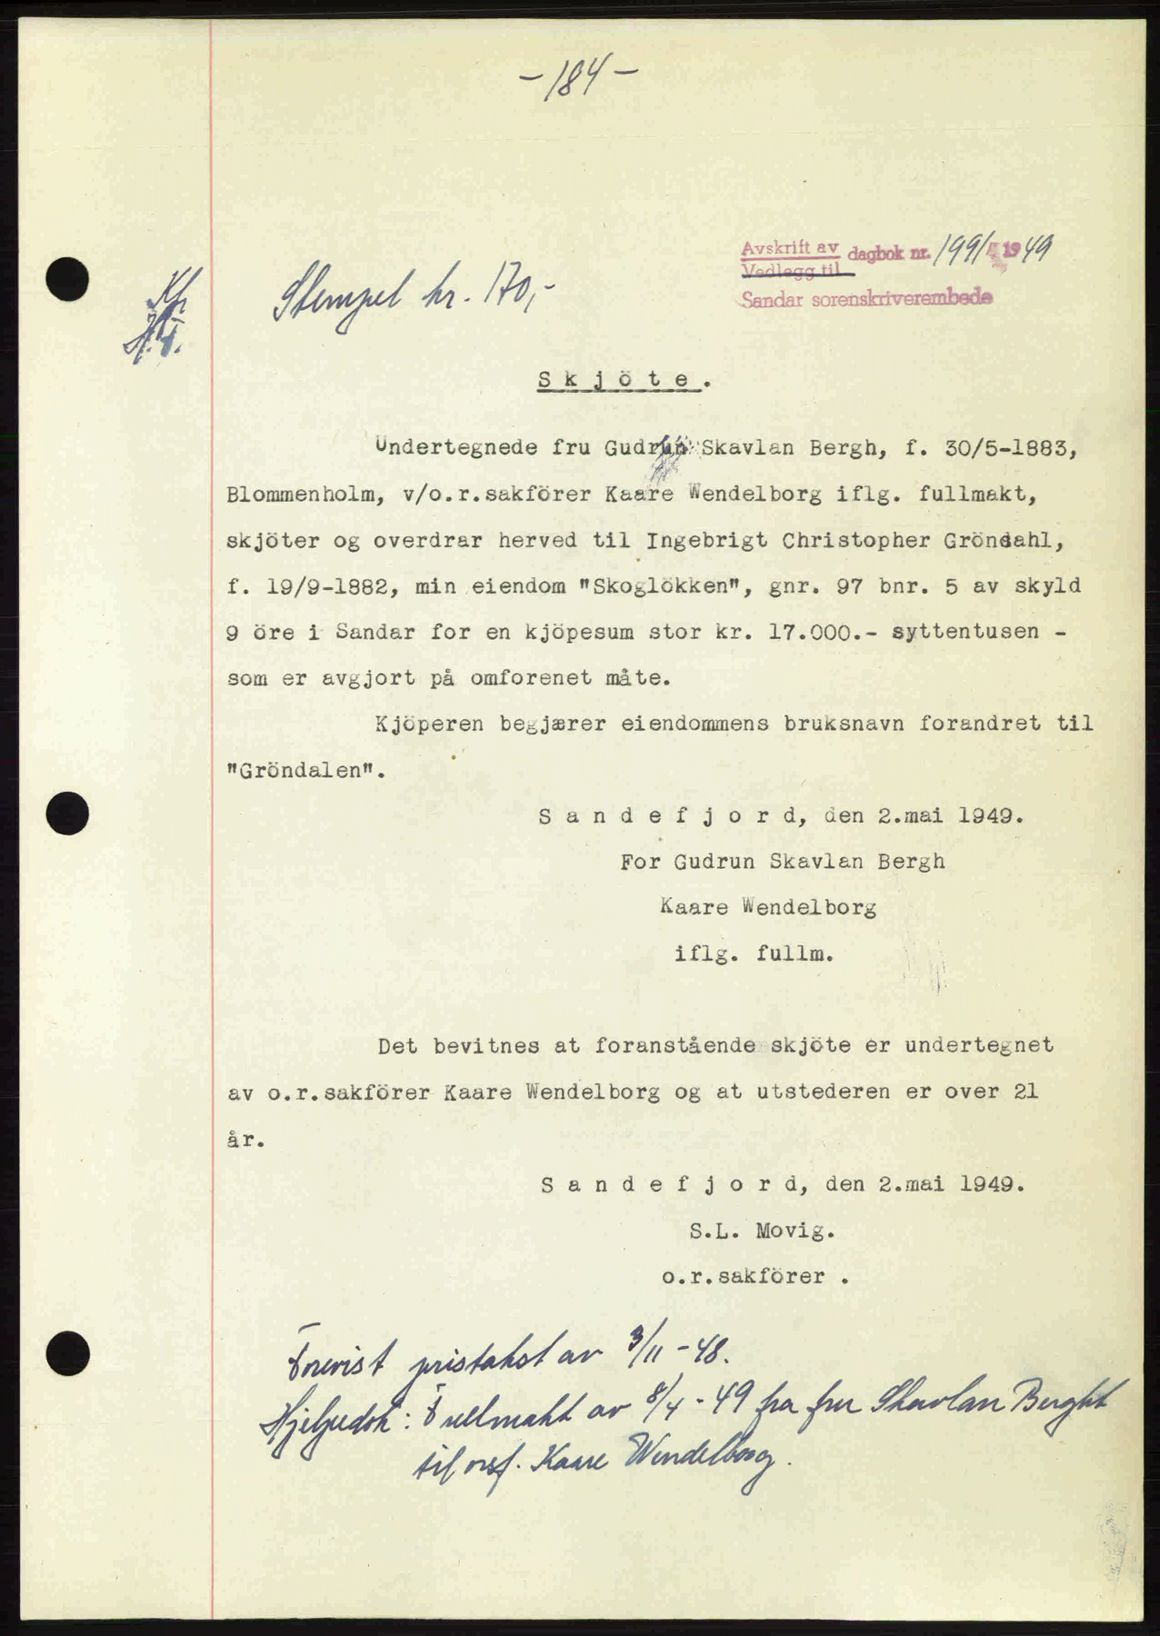 -184-
Avskrift av dagbok nr. 1991 1949
Vedlegg til
Sandar sorenskriverembede
Stempel kr. 170,-
S k j ö t e .
Undertegnede fru Gudrun Skavlan Bergh, f. 30/5-1883,
Blommenholm, v/o.r.sakförer Kaare Wendelborg iflg. fullmakt,
skjöter og overdrar herved til Ingebrigt Christopher Gröndahl,
f. 19/9-1882, min eiendom "Skoglökken", gnr. 97 bnr. 5 av skyld
9 öre i Sandar for en kjöpesum stor kr. 17.000.- syttentusen -
som er avgjort på omforenet måte.
Kjöperen begjærer eiendommens bruksnavn forandret til
"Gröndalen".
S a n d e f j o r d, den 2.mai 1949.
For Gudrun Skavlan Bergh
Kaare Wendelborg
iflg. fullm.
Det bevitnes at foranstående skjöte er undertegnet
av o.r.sakförer Kaare Wendelborg og at utstederen er over 21
år.
S a n d e f j o r d, den 2.mai 1949.
S.L. Movig.
o.r.sakförer .
Forevist pristakst av 3/11-48.
Hjeljedok: Fullmakt av 8/4-49 fra fru Skavlan Berght
til orsf. Kaare Wendelborg.